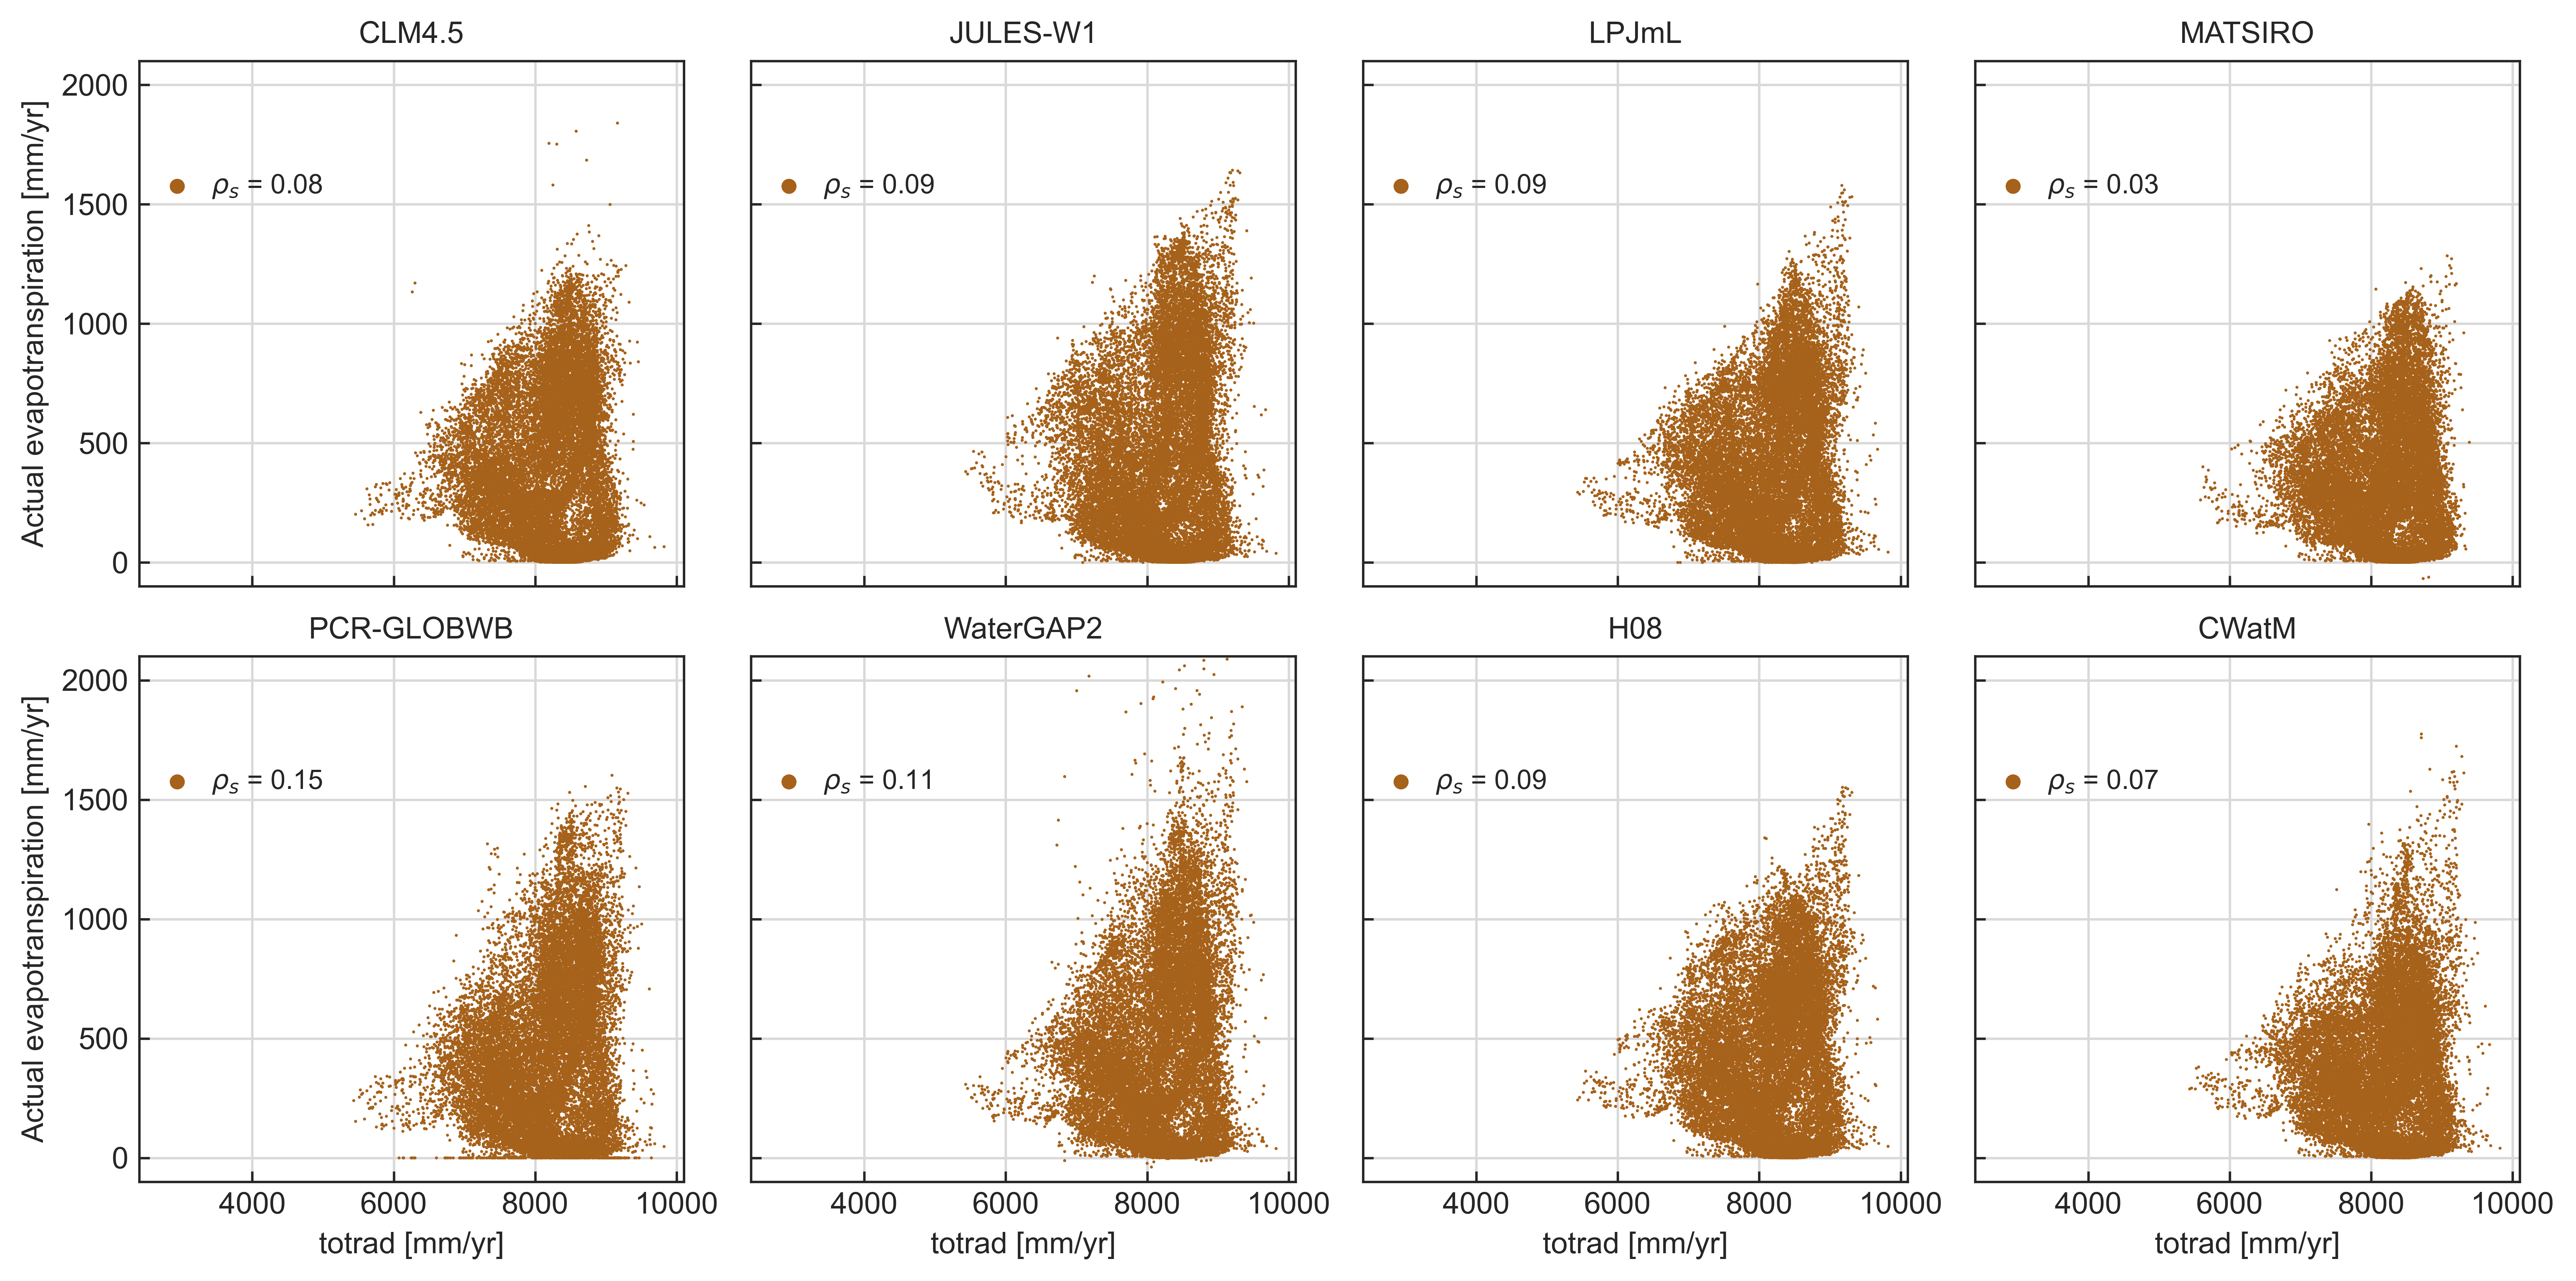 CLM4.5 JULES-W1 LPJmL MATSIRO
Actual evapotranspiration [mm/yr]
2000
1500
1000
500
0
ρs = 0.08 ρs = 0.09 ρs = 0.09 ρs = 0.03
PCR-GLOBWB WaterGAP2 H08 CWatM
Actual evapotranspiration [mm/yr]
2000
1500
1000
500
0
ρs = 0.15 ρs = 0.11 ρs = 0.09 ρs = 0.07
4000 6000 8000 10000 4000 6000 8000 10000 4000 6000 8000 10000 4000 6000 8000 10000
totrad [mm/yr] totrad [mm/yr] totrad [mm/yr] totrad [mm/yr]